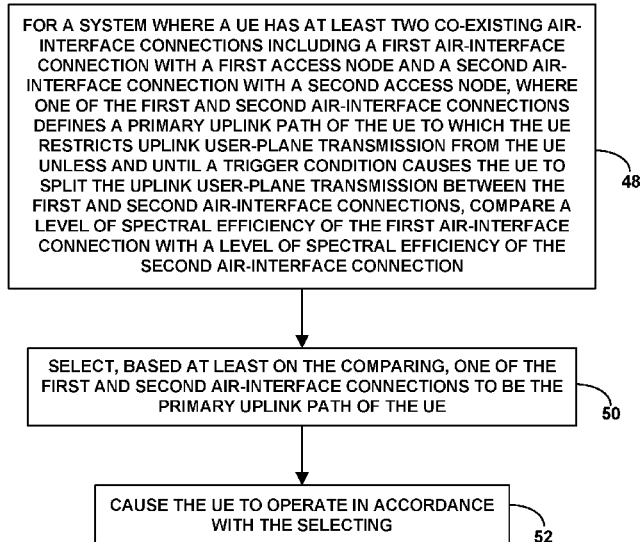 FOR A SYSTEM WHERE A UE HAS AT LEAST TWO CO-EXISTING AIR-
INTERFACE CONNECTIONS INCLUDING A FIRST AIR-INTERFACE
CONNECTION WITH A FIRST ACCESS NODE AND A SECOND AIR-
INTERFACE CONNECTION WITH A SECOND ACCESS NODE, WHERE
ONE OF THE FIRST AND SECOND AIR-INTERFACE CONNECTIONS
DEFINES A PRIMARY UPLINK PATH OF THE UE TO WHICH THE UE
RESTRICTS UPLINK USER-PLANE TRANSMISSION FROM THE UE
UNLESS AND UNTIL A TRIGGER CONDITION CAUSES THE UE TO
SPLIT THE UPLINK USER-PLANE TRANSMISSION BETWEEN THE
FIRST AND SECOND AIR-INTERFACE CONNECTIONS, COMPARE A
LEVEL OF SPECTRAL EFFICIENCY OF THE FIRST AIR-INTERFACE
CONNECTION WITH A LEVEL OF SPECTRAL EFFICIENCY OF THE
SECOND AIR-INTERFACE CONNECTION
48
SELECT, BASED AT LEAST ON THE COMPARING, ONE OF THE
FIRST AND SECOND AIR-INTERFACE CONNECTIONS TO BE THE
PRIMARY UPLINK PATH OF THE UE
50
CAUSE THE UE TO OPERATE IN ACCORDANCE
WITH THE SELECTING
52